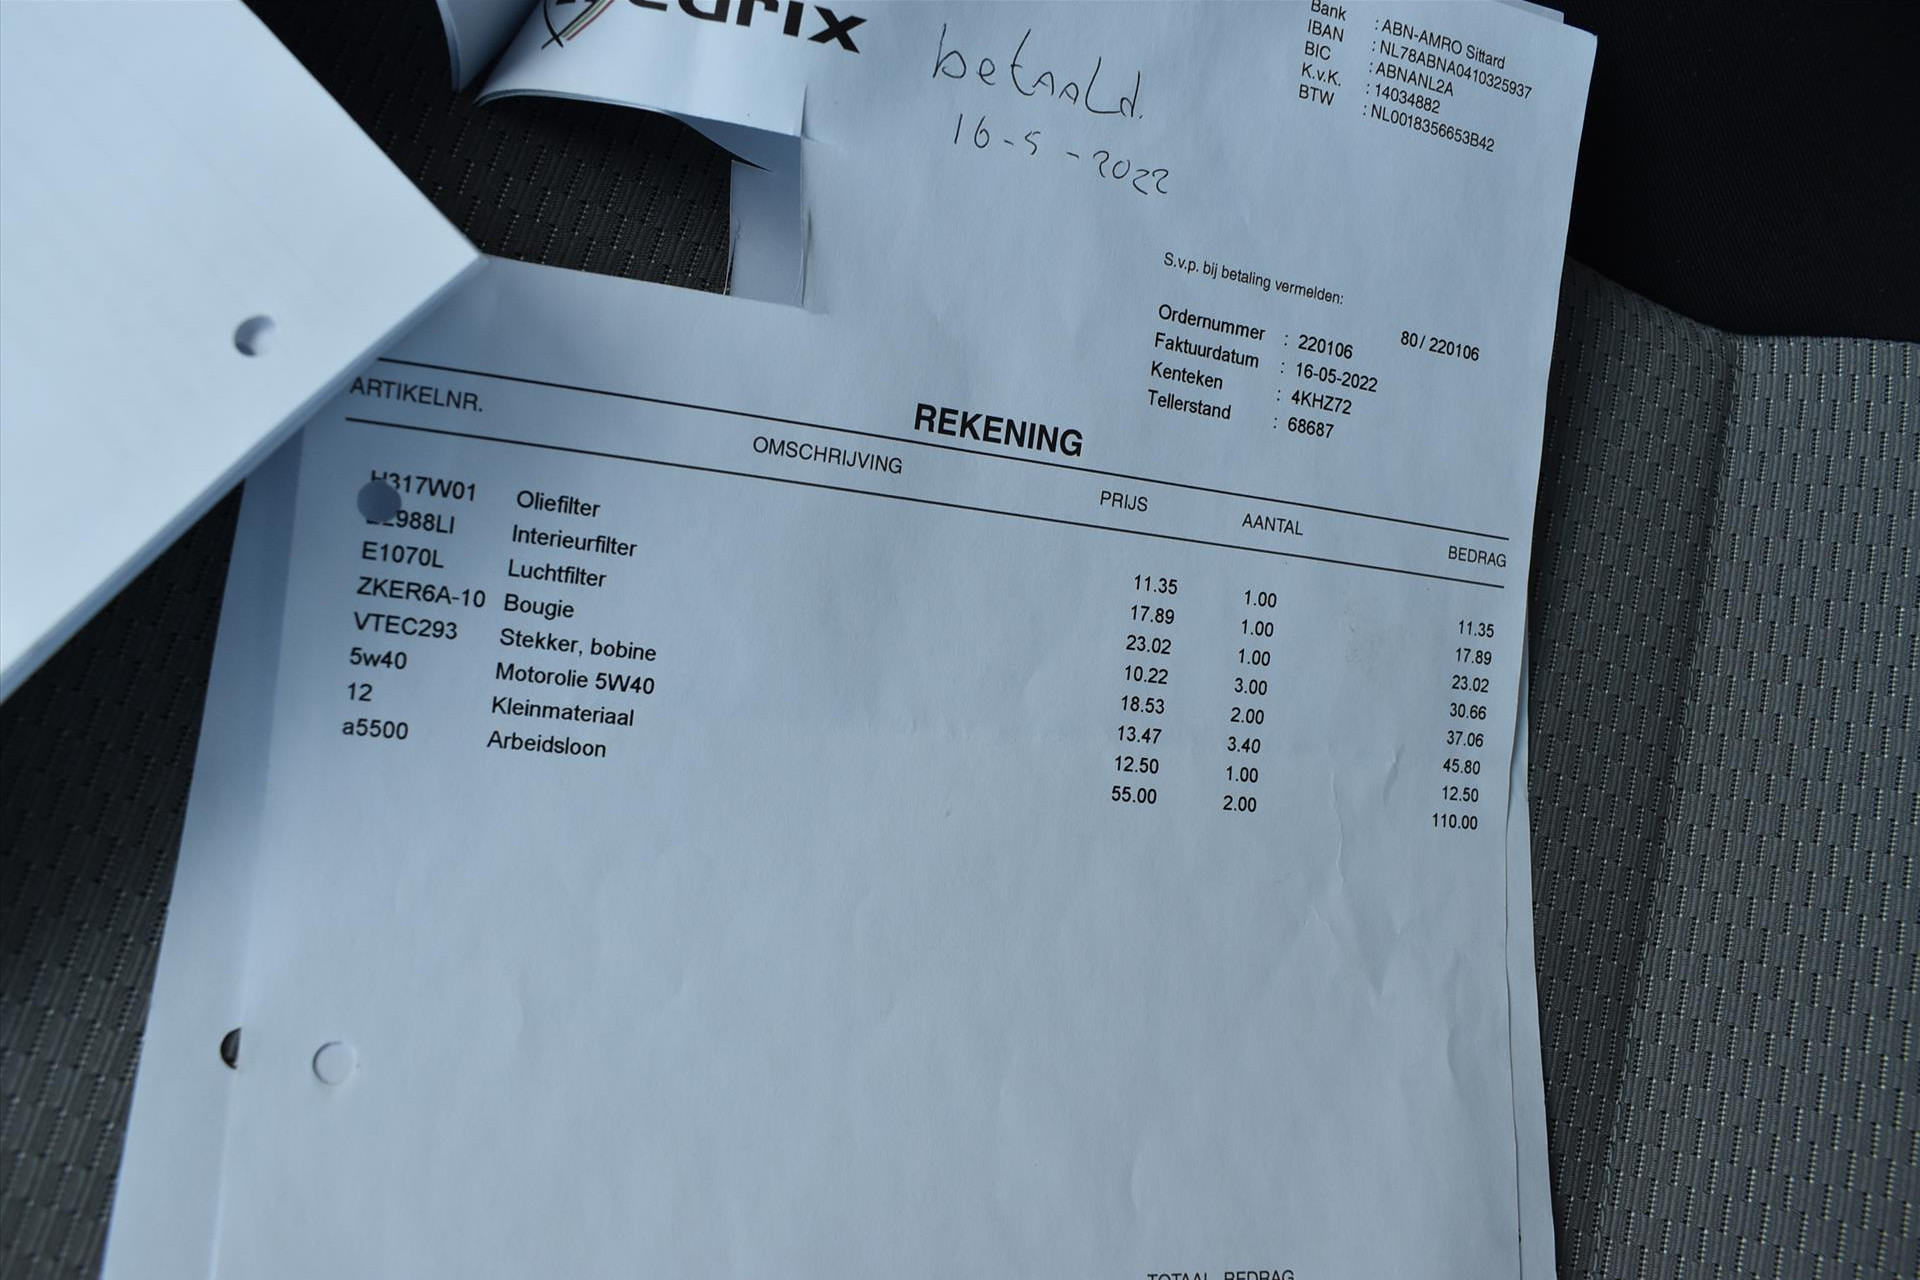 Bank : ABN-AMRO Sittard
IBAN : NL78ABNA0410325937
BIC : ABNANL2A
K.v.K. : 14034882
BTW : NL0018356653B42
betaald.
16-5-2022
S.v.p. bij betaling vermelden:
Ordernummer : 220106 80 / 220106
Faktuurdatum : 16-05-2022
Kenteken : 4KHZ72
Tellerstand : 68687
REKENING
ARTIKELNR. OMSCHRIJVING PRIJS AANTAL BEDRAG
H317W01 Oliefilter 11.35 1.00 11.35
988LI Interieurfilter 17.89 1.00 17.89
E1070L Luchtfilter 23.02 1.00 23.02
ZKER6A-10 Bougie 10.22 3.00 30.66
VTEC293 Stekker, bobine 18.53 2.00 37.06
5w40 Motorolie 5W40 13.47 3.40 45.80
12 Kleinmateriaal 12.50 1.00 12.50
a5500 Arbeidsloon 55.00 2.00 110.00
TOTAAL BEDRAG